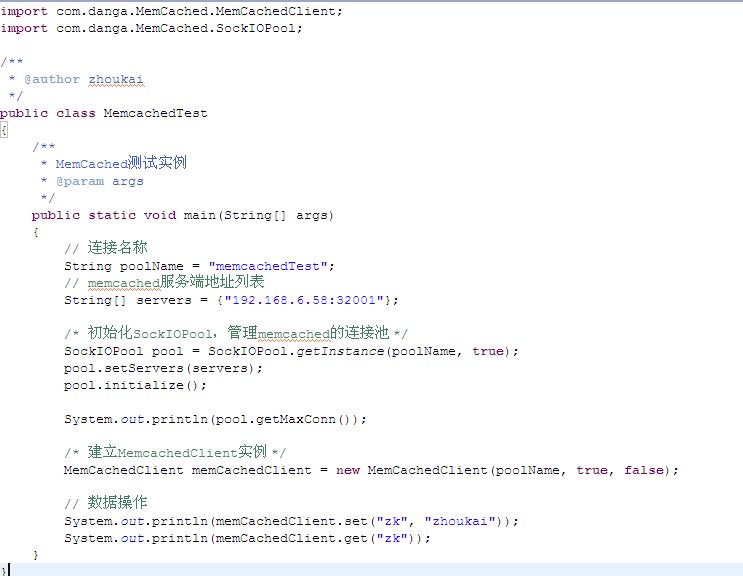 import com.danga.MemCached.MemCachedClient;
import com.danga.MemCached.SockIOPool;
/**
 * @author zhoukai
 */
public class MemcachedTest
{
    /**
     * MemCached测试实例
     * @param args
     */
    public static void main(String[] args)
    {
        // 连接名称
        String poolName = "memcachedTest";
        // memcached服务端地址列表
        String[] servers = {"192.168.6.58:32001"};
        /* 初始化SockIOPool，管理memcached的连接池 */
        SockIOPool pool = SockIOPool.getInstance(poolName, true);
        pool.setServers(servers);
        pool.initialize();
        System.out.println(pool.getMaxConn());
        /* 建立MemcachedClient实例 */
        MemCachedClient memCachedClient = new MemCachedClient(poolName, true, false);
        // 数据操作
        System.out.println(memCachedClient.set("zk", "zhoukai"));
        System.out.println(memCachedClient.get("zk"));
    }
}